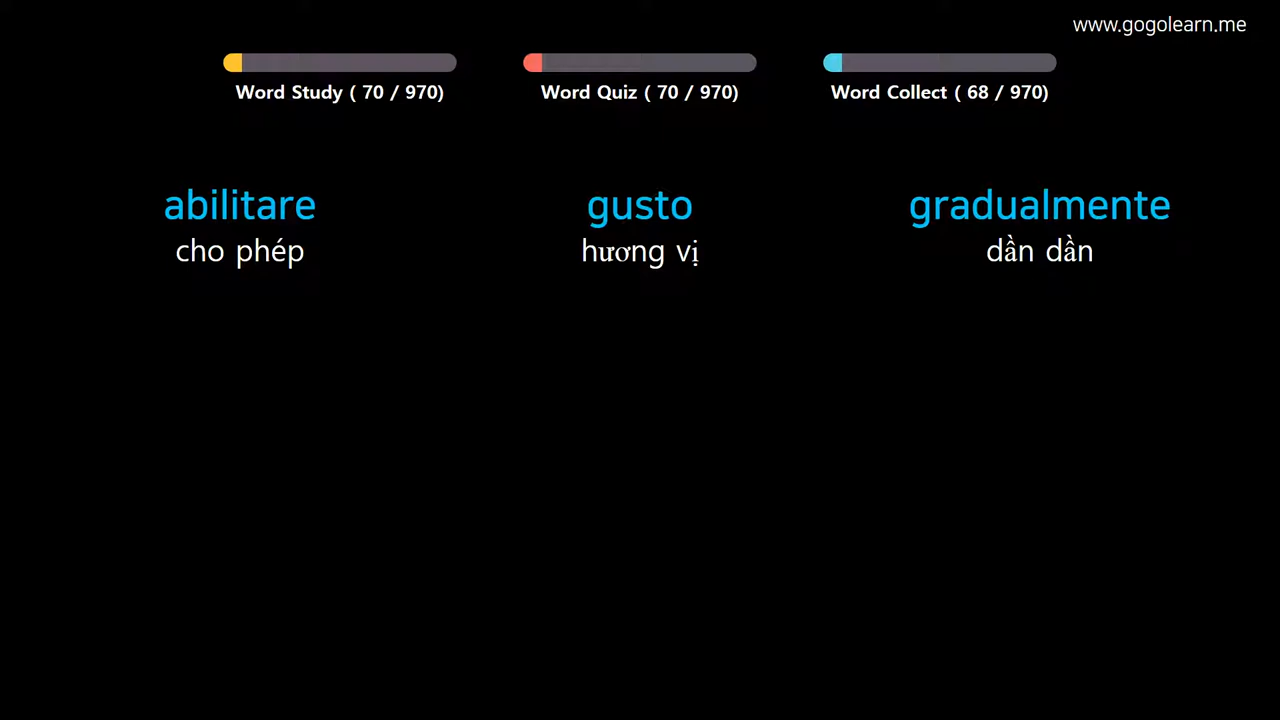 www.gogolearn.me
Word Study ( 70 / 970)
Word Quiz ( 70 / 970)
Word Collect ( 68 / 970)
abilitare
cho phép
gusto
hương vị
gradualmente
dần dần